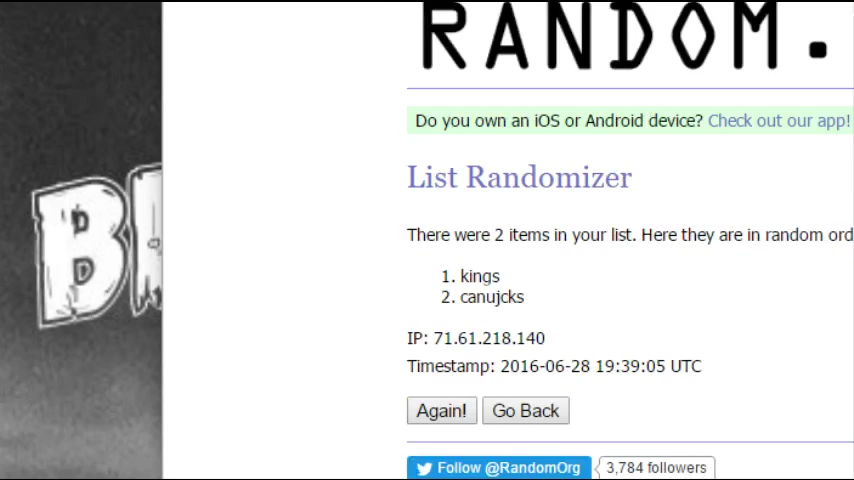 RANDOM.
Do you own an iOS or Android device? Check out our app!
List Randomizer
There were 2 items in your list. Here they are in random ord
1. kings
2. canujcks
IP: 71.61.218.140
Timestamp: 2016-06-28 19:39:05 UTC
Again! Go Back
Follow @RandomOrg 3,784 followers